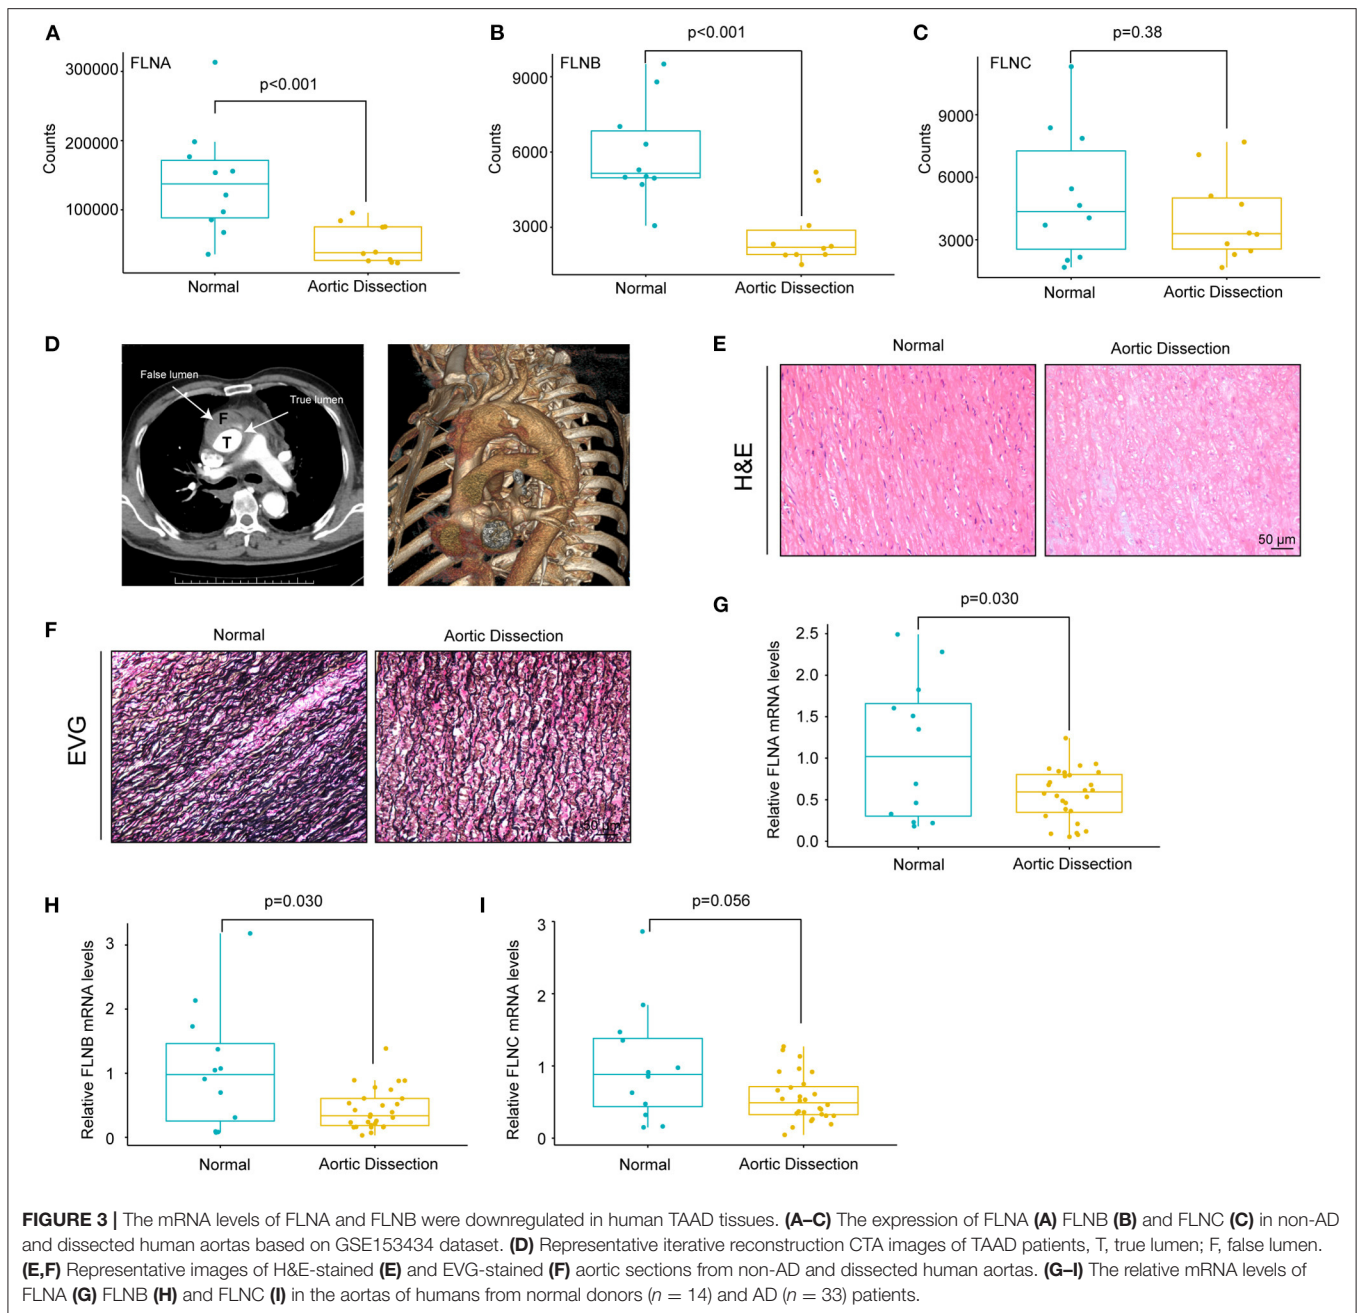 A
FLNA
p<0.001
Counts
300000
200000
100000
Normal
Aortic Dissection
B
FLNB
p<0.001
Counts
9000
6000
3000
Normal
Aortic Dissection
C
FLNC
p=0.38
Counts
9000
6000
3000
Normal
Aortic Dissection
D
False lumen
True lumen
F
T
E
Normal
Aortic Dissection
H&E
50 µm
F
Normal
Aortic Dissection
EVG
50 µm
G
p=0.030
Relative FLNA mRNA levels
2.5
2.0
1.5
1.0
0.5
0.0
Normal
Aortic Dissection
H
p=0.030
Relative FLNB mRNA levels
3
2
1
0
Normal
Aortic Dissection
I
p=0.056
Relative FLNC mRNA levels
3
2
1
0
Normal
Aortic Dissection
FIGURE 3 | The mRNA levels of FLNA and FLNB were downregulated in human TAAD tissues. (A–C) The expression of FLNA (A) FLNB (B) and FLNC (C) in non-AD
and dissected human aortas based on GSE153434 dataset. (D) Representative iterative reconstruction CTA images of TAAD patients, T, true lumen; F, false lumen.
(E,F) Representative images of H&E-stained (E) and EVG-stained (F) aortic sections from non-AD and dissected human aortas. (G–I) The relative mRNA levels of
FLNA (G) FLNB (H) and FLNC (I) in the aortas of humans from normal donors (n = 14) and AD (n = 33) patients.